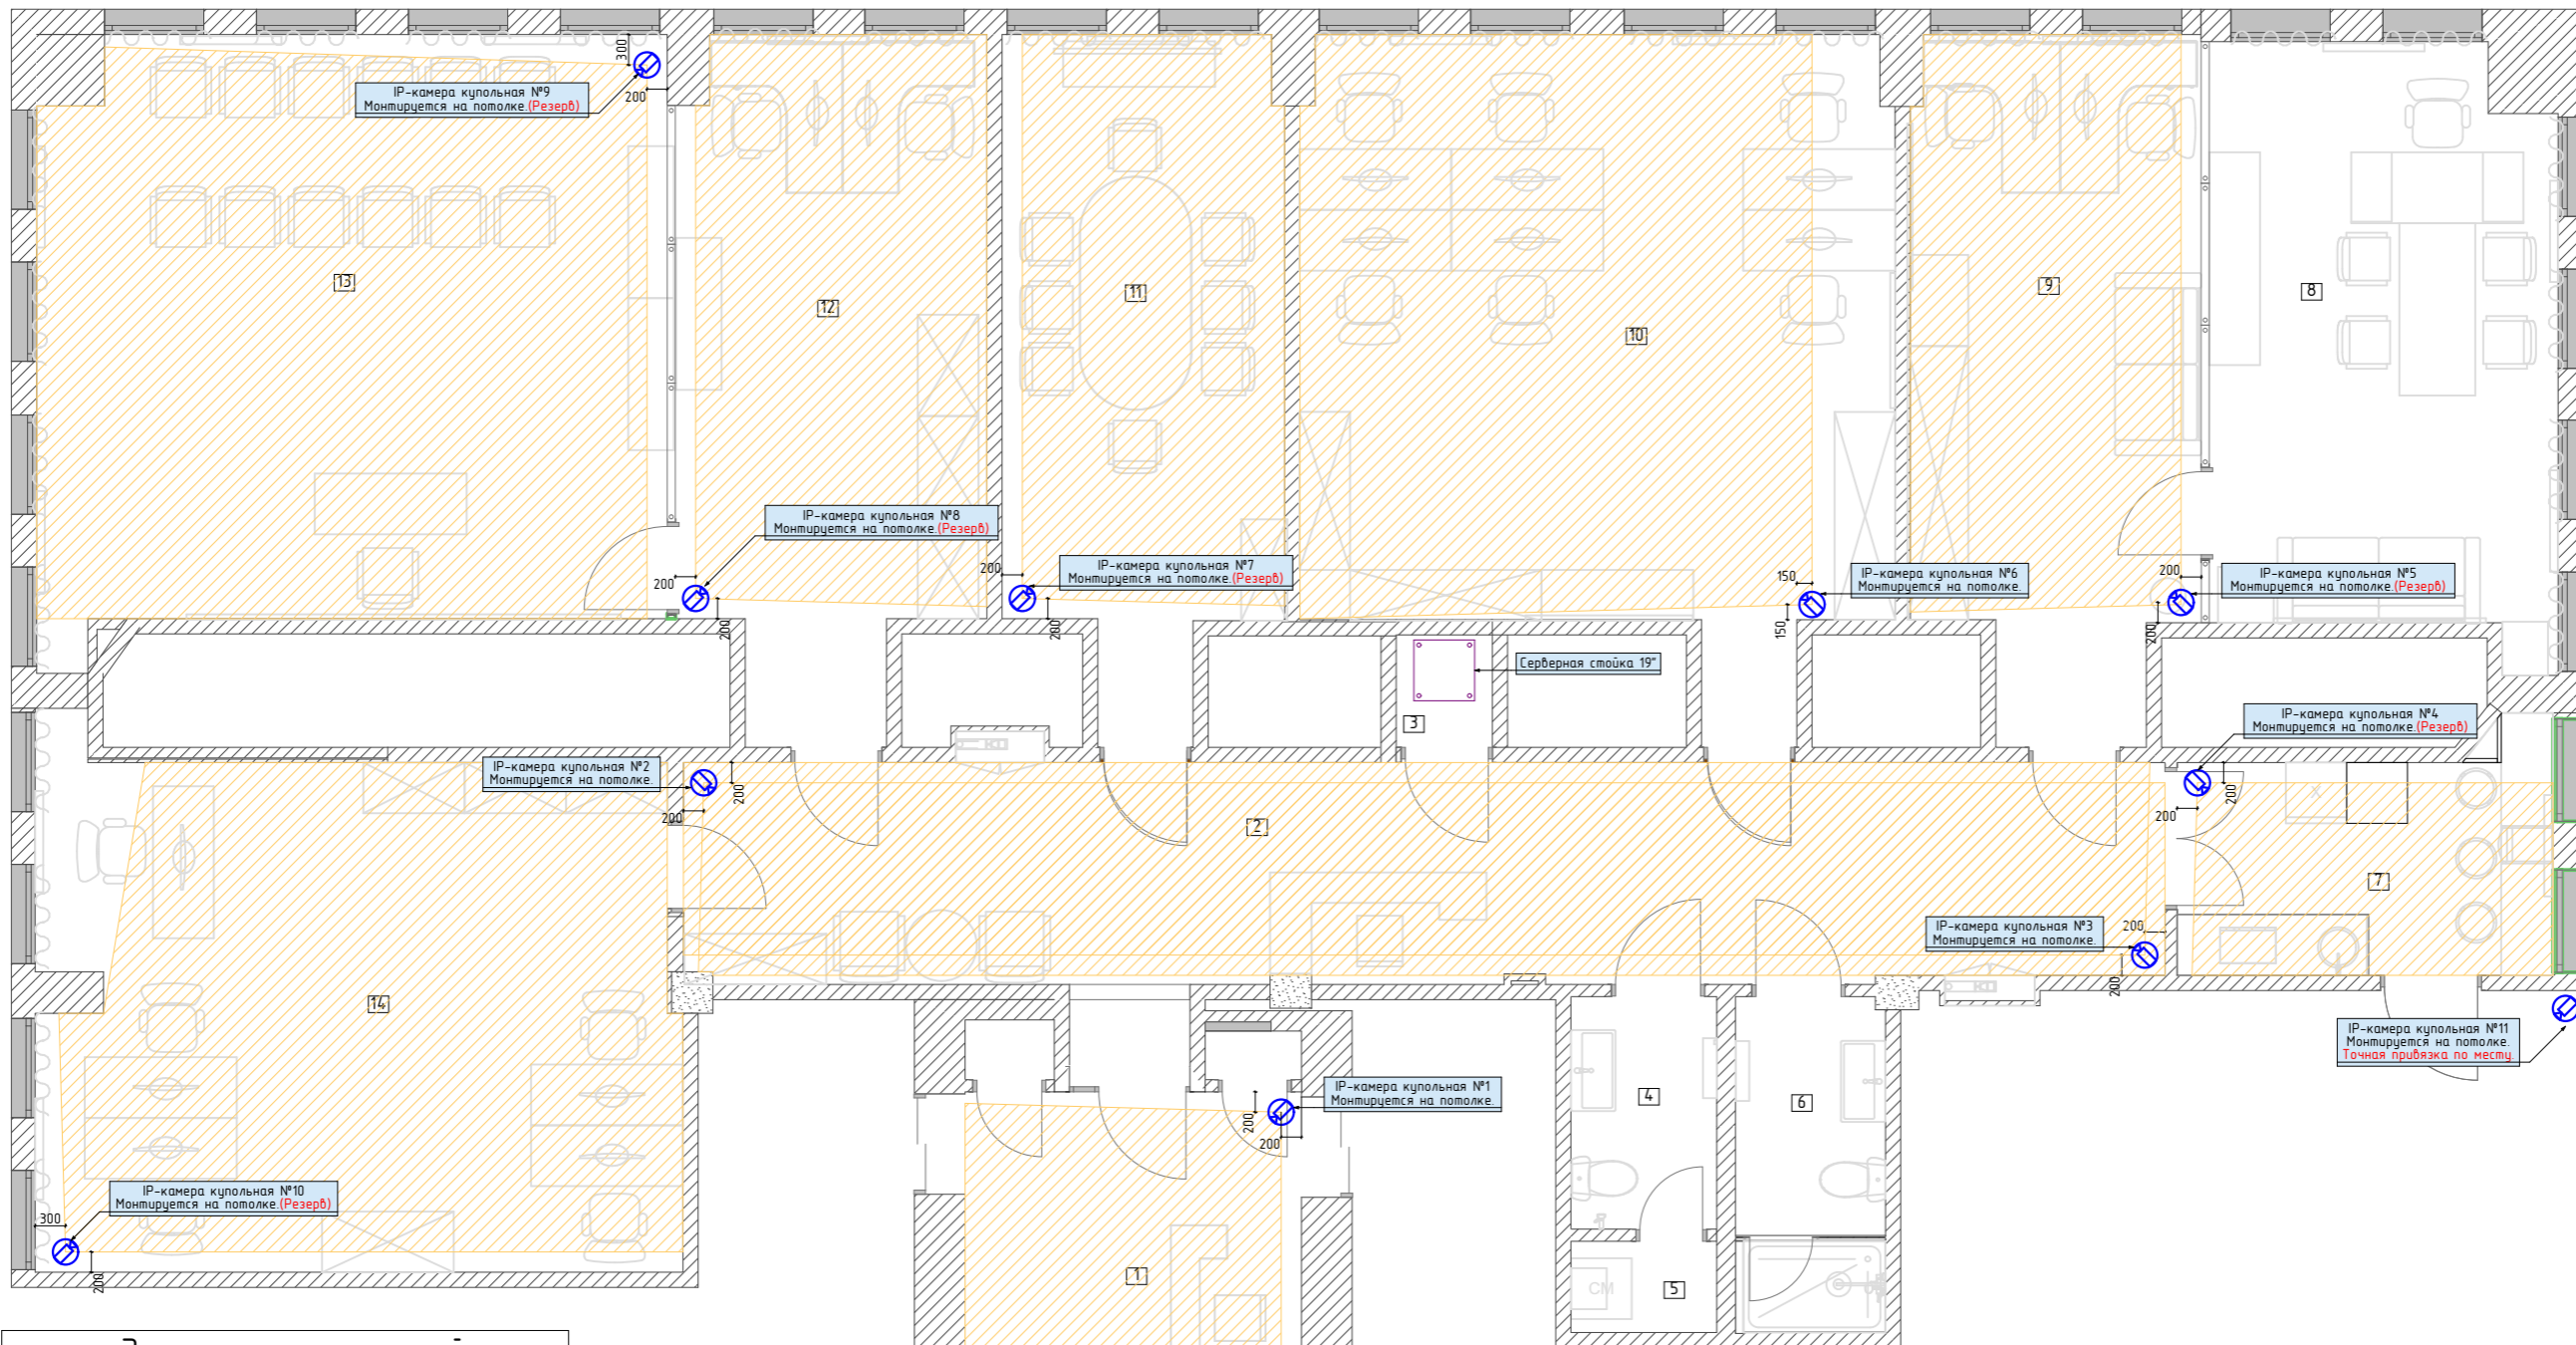 300
IP-камера купольная №9
Монтируется на потолке.(Резерв)
200
13
12
11
10
9
8
IP-камера купольная №8
Монтируется на потолке.(Резерв)
200
200
IP-камера купольная №7
Монтируется на потолке.(Резерв)
200
200
IP-камера купольная №6
Монтируется на потолке.
150
150
IP-камера купольная №5
Монтируется на потолке.(Резерв)
200
200
Серверная стойка 19"
3
IP-камера купольная №4
Монтируется на потолке.(Резерв)
200
200
IP-камера купольная №2
Монтируется на потолке.
200
200
2
X
7
IP-камера купольная №3
Монтируется на потолке.
200
200
14
IP-камера купольная №11
Монтируется на потолке.
Точная привязка по месту.
IP-камера купольная №1
Монтируется на потолке.
200
200
4
6
IP-камера купольная №10
Монтируется на потолке.(Резерв)
300
200
1
5
СМ